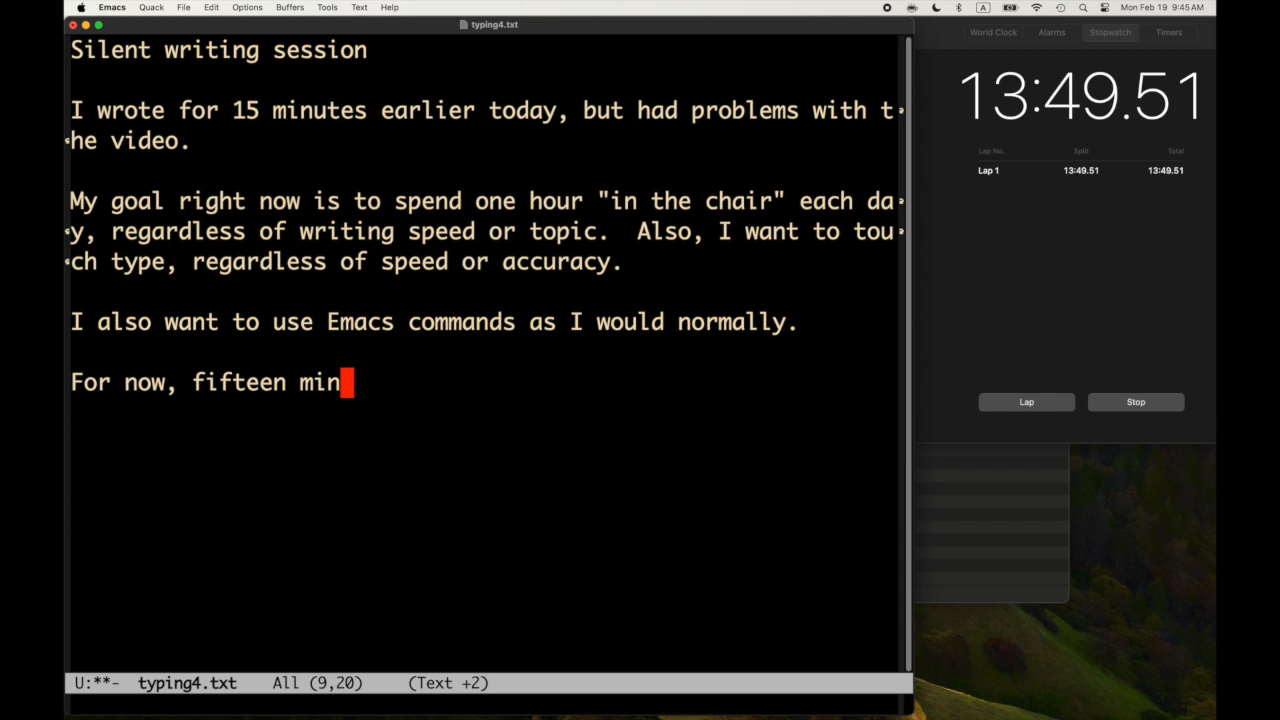 Emacs Quack File Edit Options Buffers Tools Text Help
A
Mon Feb 19 9:45 AM
typing4.txt
World Clock Alarms Stopwatch Timers
Silent writing session
I wrote for 15 minutes earlier today, but had problems with t
he video.
My goal right now is to spend one hour "in the chair" each da
y, regardless of writing speed or topic.  Also, I want to tou
ch type, regardless of speed or accuracy.
I also want to use Emacs commands as I would normally.
For now, fifteen min
U:**-  typing4.txt    All (9,20)    (Text +2)
13:49.51
Lap No. Split Total
Lap 1 13:49.51 13:49.51
Lap Stop